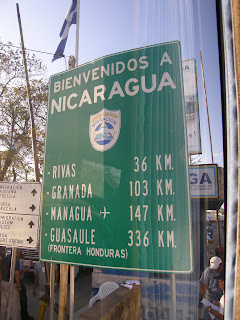 BIENVENIDOS A
NICARAGUA
-RIVAS 36 KM.
-GRANADA 103 KM.
-MANAGUA 147 KM.
-GUASAULE 336 KM.
(FRONTERA HONDURAS)